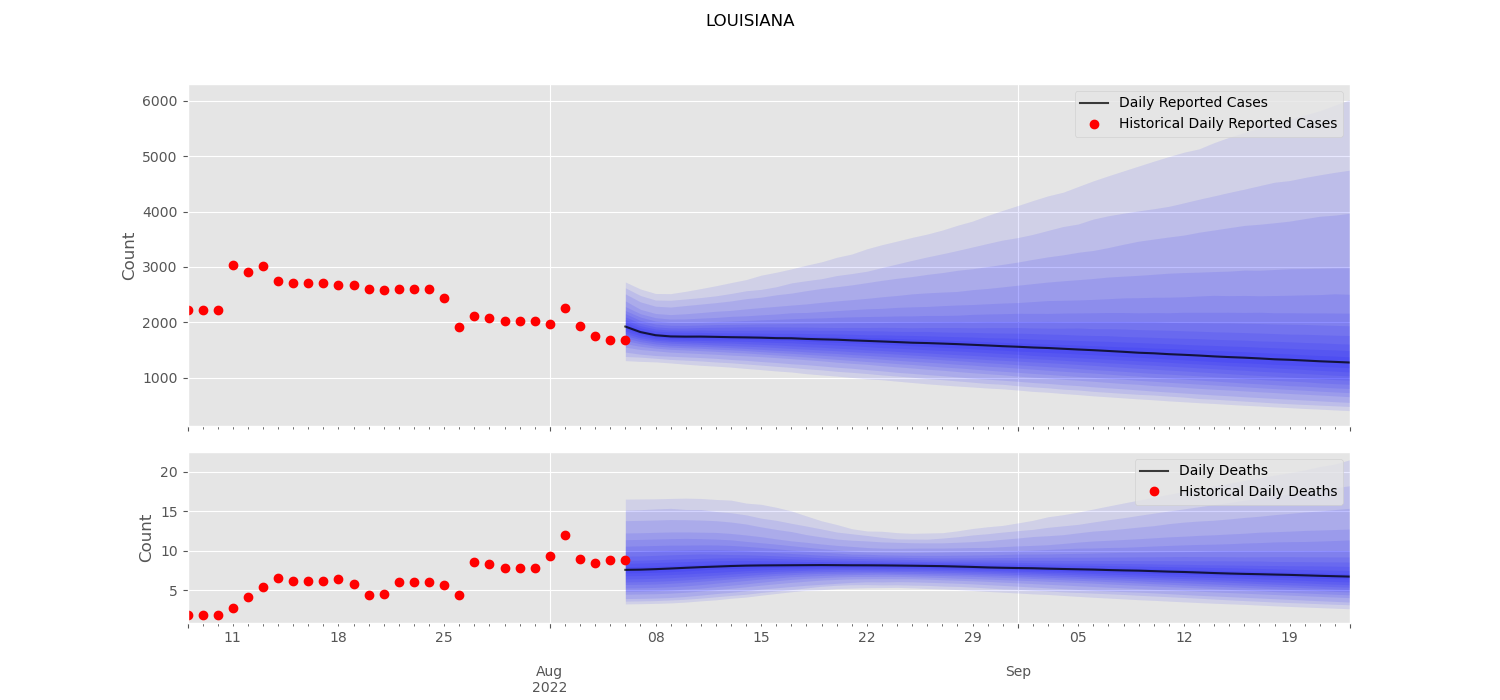 LOUISIANA
6000
5000
4000
3000
2000
1000
Count
Daily Reported Cases
Historical Daily Reported Cases
20
15
10
5
Count
Daily Deaths
Historical Daily Deaths
11 18 25 08 15 22 29 05 12 19
Aug Sep
2022